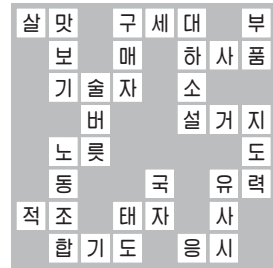 살맛 구세대 부
보 매 하사품
기술자 소
버 설거지
노릇 도
동 국 유력
적조 태자 사
합기도 응시